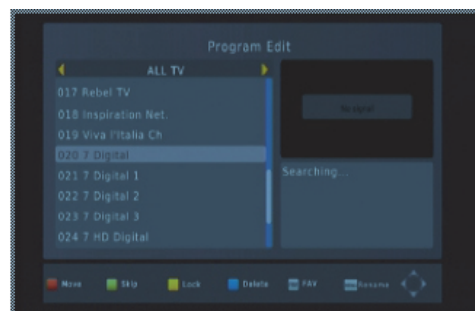 Program Edit
ALL TV
017 Rebel TV
018 Inspiration Net.
019 Viva l'Italia Ch
020 7 Digital
021 7 Digital 1
022 7 Digital 2
023 7 Digital 3
024 7 HD Digital
No signal
Searching...
Move Skip Lock Delete FAV Rename